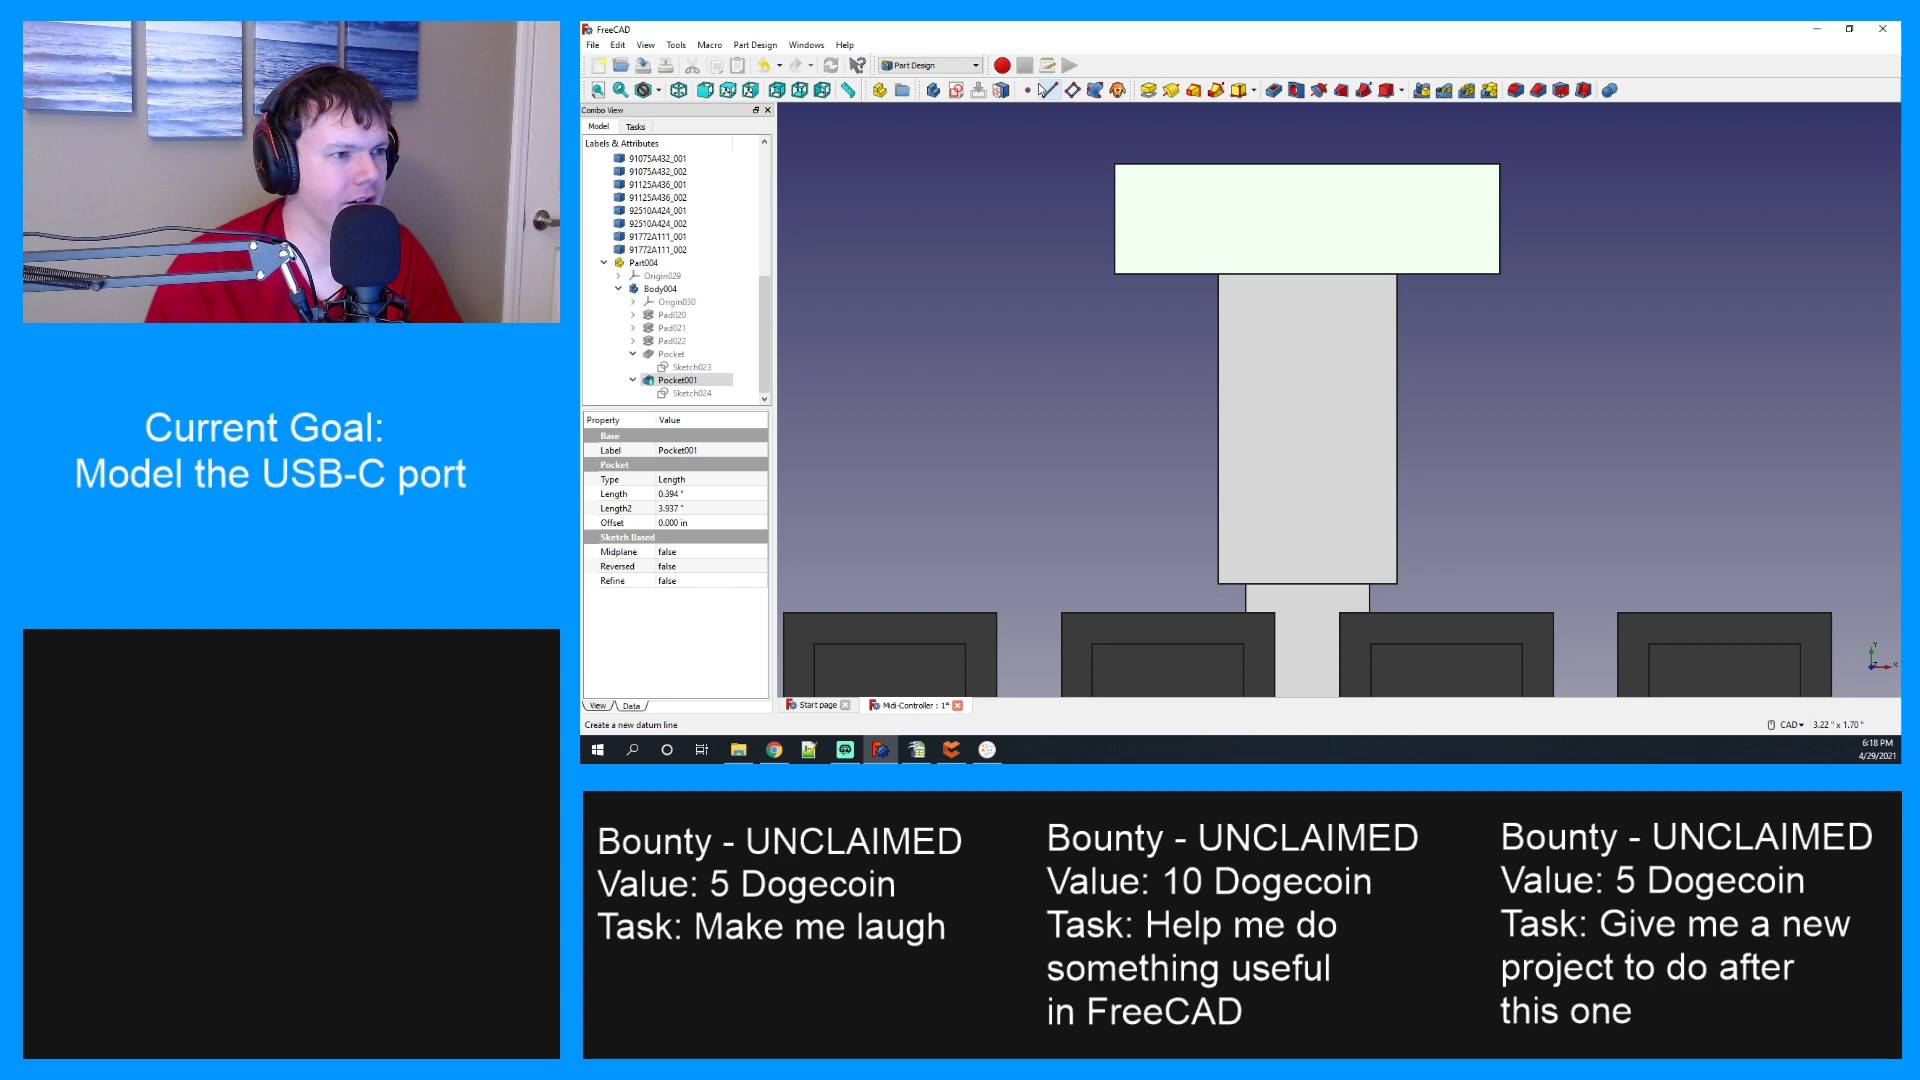 FreeCAD
File Edit View Tools Macro Part Design Windows Help
Part Design
Combo View
Model Tasks
Labels & Attributes
91075A432_001
91075A432_002
91125A436_001
91125A436_002
92510A424_001
92510A424_002
91772A111_001
91772A111_002
Part004
Origin029
Body004
Origin030
Pad020
Pad021
Pad022
Pocket
Sketch023
Pocket001
Sketch024
Property Value
Base
Label Pocket001
Pocket
Type Length
Length 0.394 "
Length2 3.937 "
Offset 0.000 in
Sketch Based
Midplane false
Reversed false
Refine false
View Data
Start page
Midi-Controller : 1*
Create a new datum line
CAD 3.22 " x 1.70 "
6:18 PM
4/29/2021
Y
X
Z
Current Goal:
Model the USB-C port
Bounty - UNCLAIMED
Value: 5 Dogecoin
Task: Make me laugh
Bounty - UNCLAIMED
Value: 10 Dogecoin
Task: Help me do
something useful
in FreeCAD
Bounty - UNCLAIMED
Value: 5 Dogecoin
Task: Give me a new
project to do after
this one